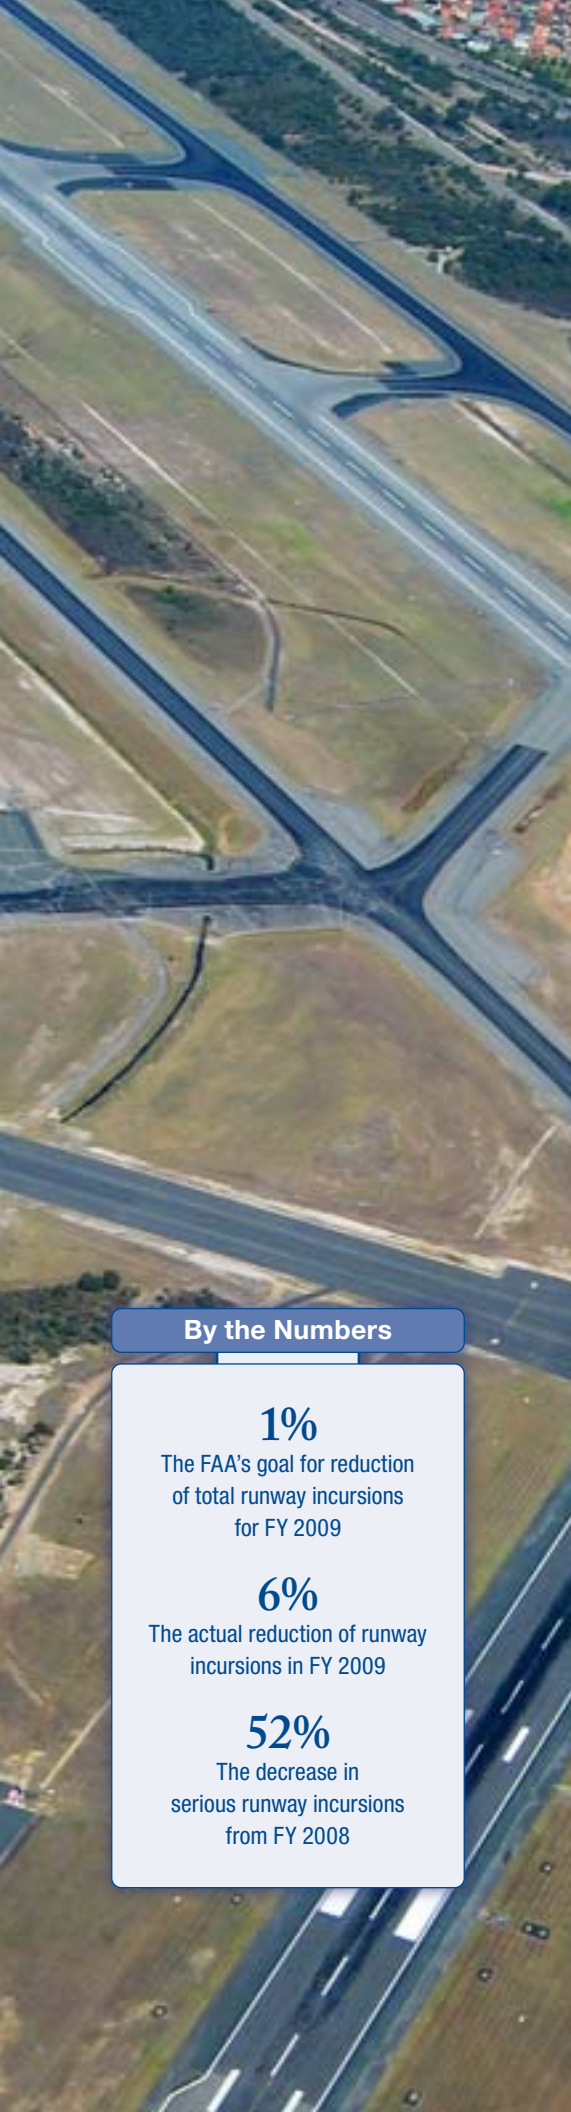 By the Numbers
1%
The FAA’s goal for reduction
of total runway incursions
for FY 2009
6%
The actual reduction of runway
incursions in FY 2009
52%
The decrease in
serious runway incursions
from FY 2008